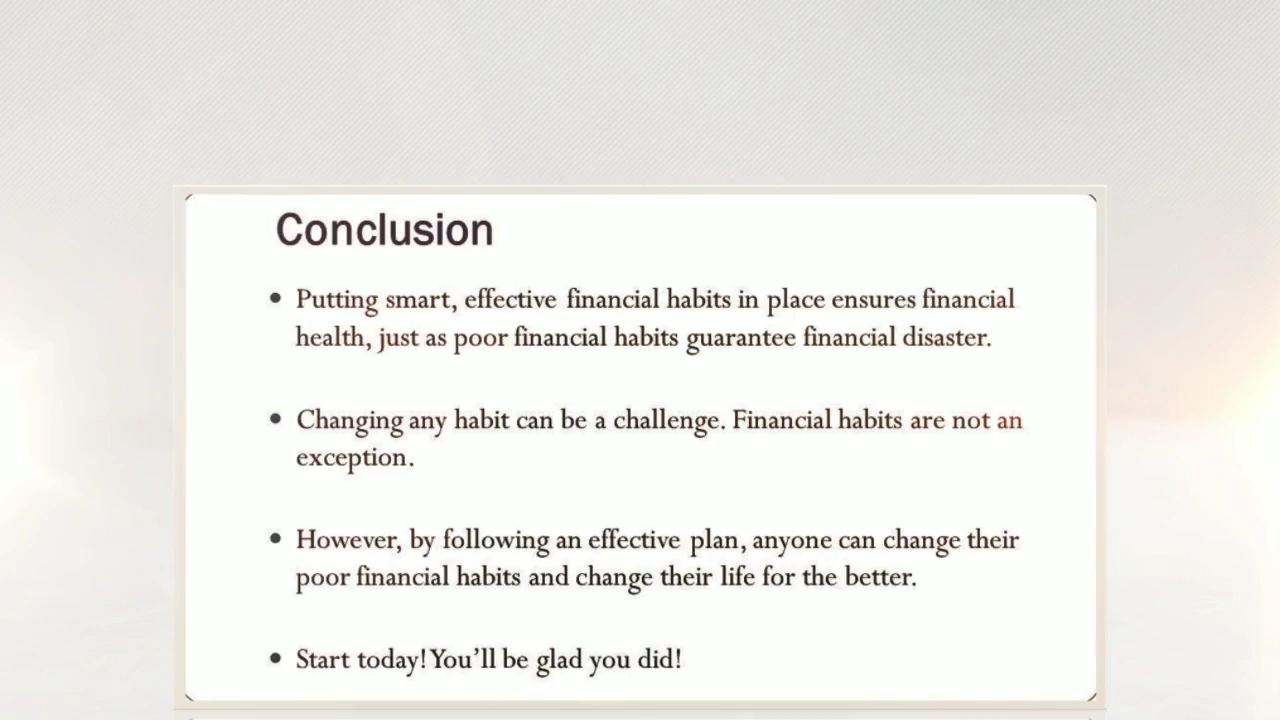 Conclusion
• Putting smart, effective financial habits in place ensures financial
health, just as poor financial habits guarantee financial disaster.
• Changing any habit can be a challenge. Financial habits are not an
exception.
• However, by following an effective plan, anyone can change their
poor financial habits and change their life for the better.
• Start today! You’ll be glad you did!